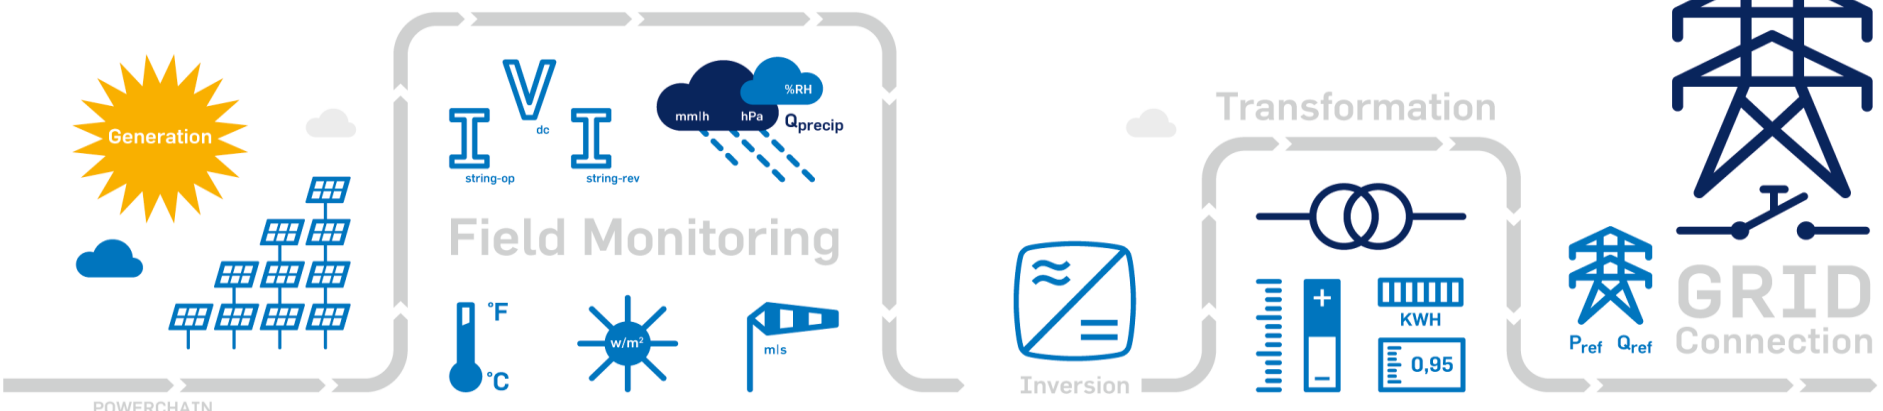 Generation
POWERCHAIN
V
dc
I
string-op
I
string-rev
mm|h
hPa
%RH
Qprecip
Field Monitoring
°F
°C
w/m²
m|s
Inversion
Transformation
+
−
KWH
0,95
Pref
Qref
GRID
Connection